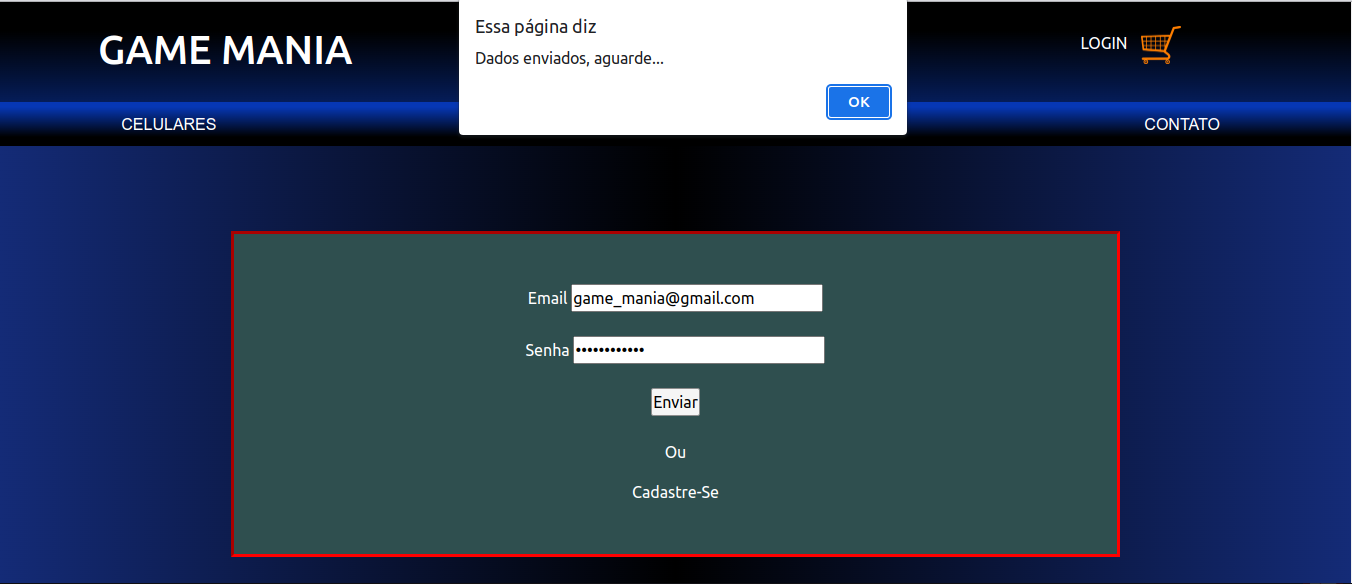 Essa página diz
Dados enviados, aguarde...
OK
GAME MANIA
LOGIN
CELULARES
CONTATO
Email game_mania@gmail.com
Senha ••••••••••••
Enviar
Ou
Cadastre-Se